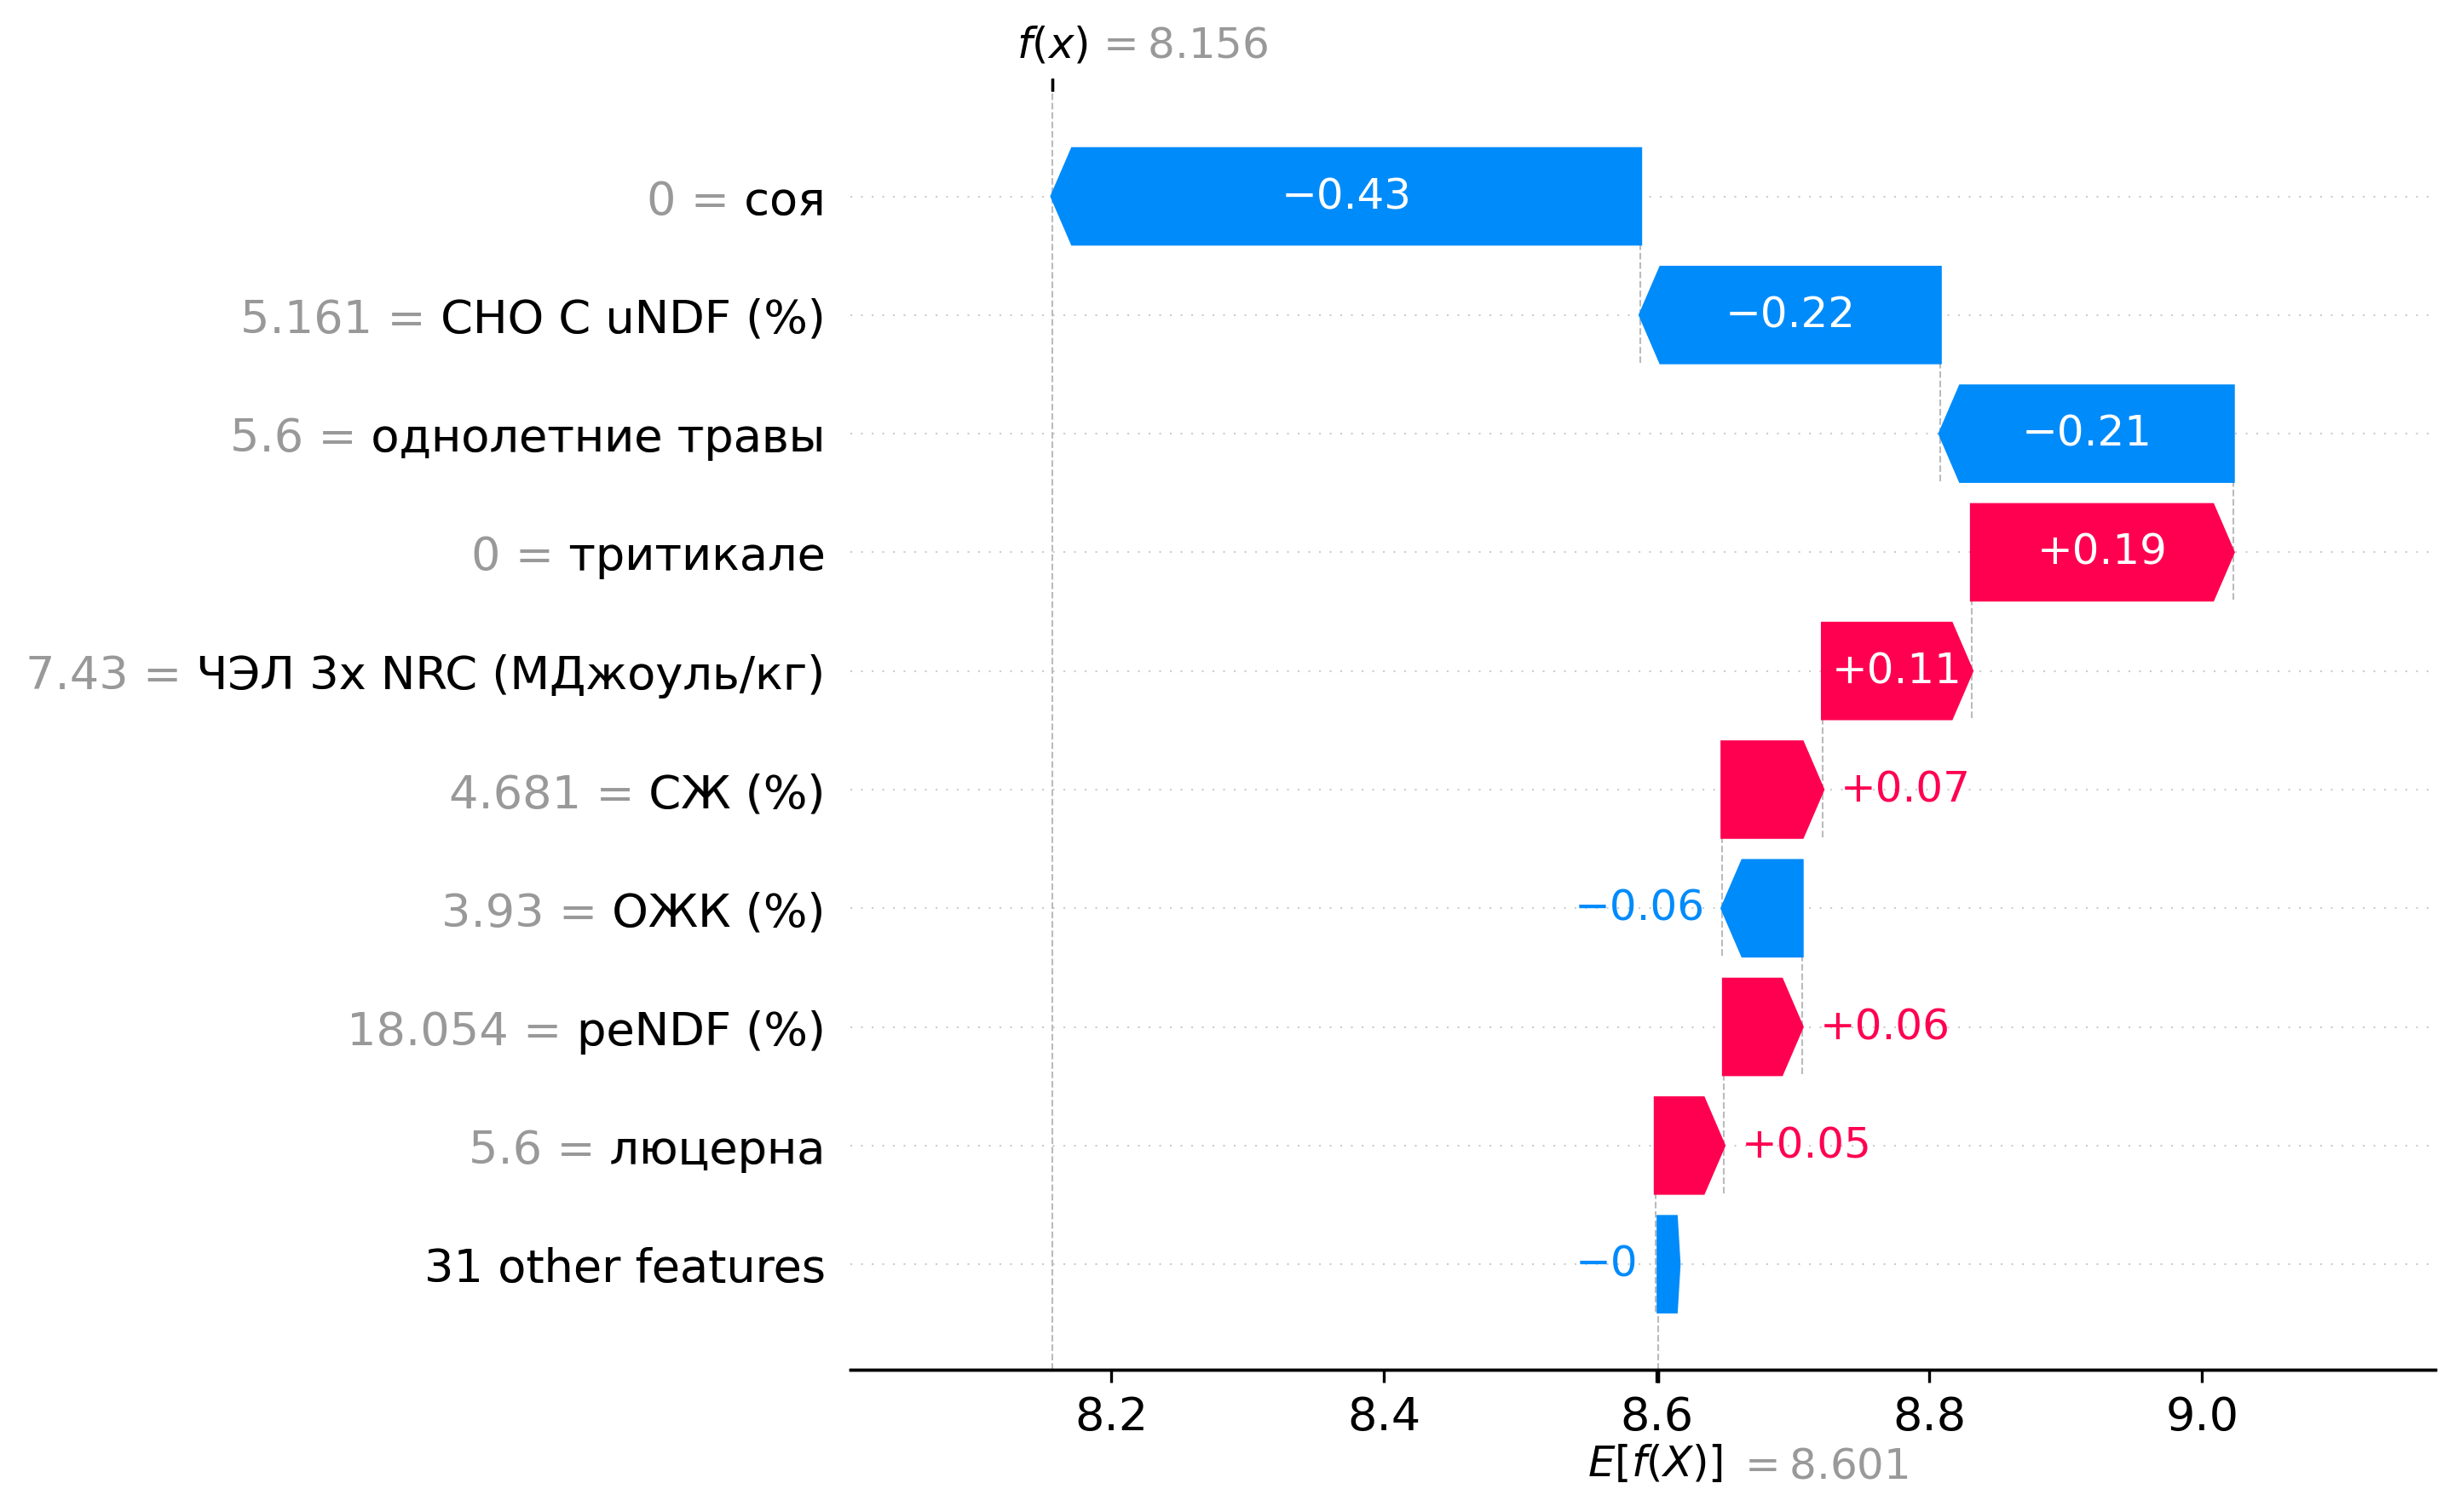 f(x) = 8.156
0 = соя
−0.43
5.161 = CHO C uNDF (%)
−0.22
5.6 = однолетние травы
−0.21
0 = тритикале
+0.19
7.43 = ЧЭЛ 3x NRC (МДжоуль/кг)
+0.11
4.681 = СЖ (%)
+0.07
3.93 = ОЖК (%)
−0.06
18.054 = peNDF (%)
+0.06
5.6 = люцерна
+0.05
31 other features
−0
8.2 8.4 8.6 8.8 9.0
E[f(X)] = 8.601